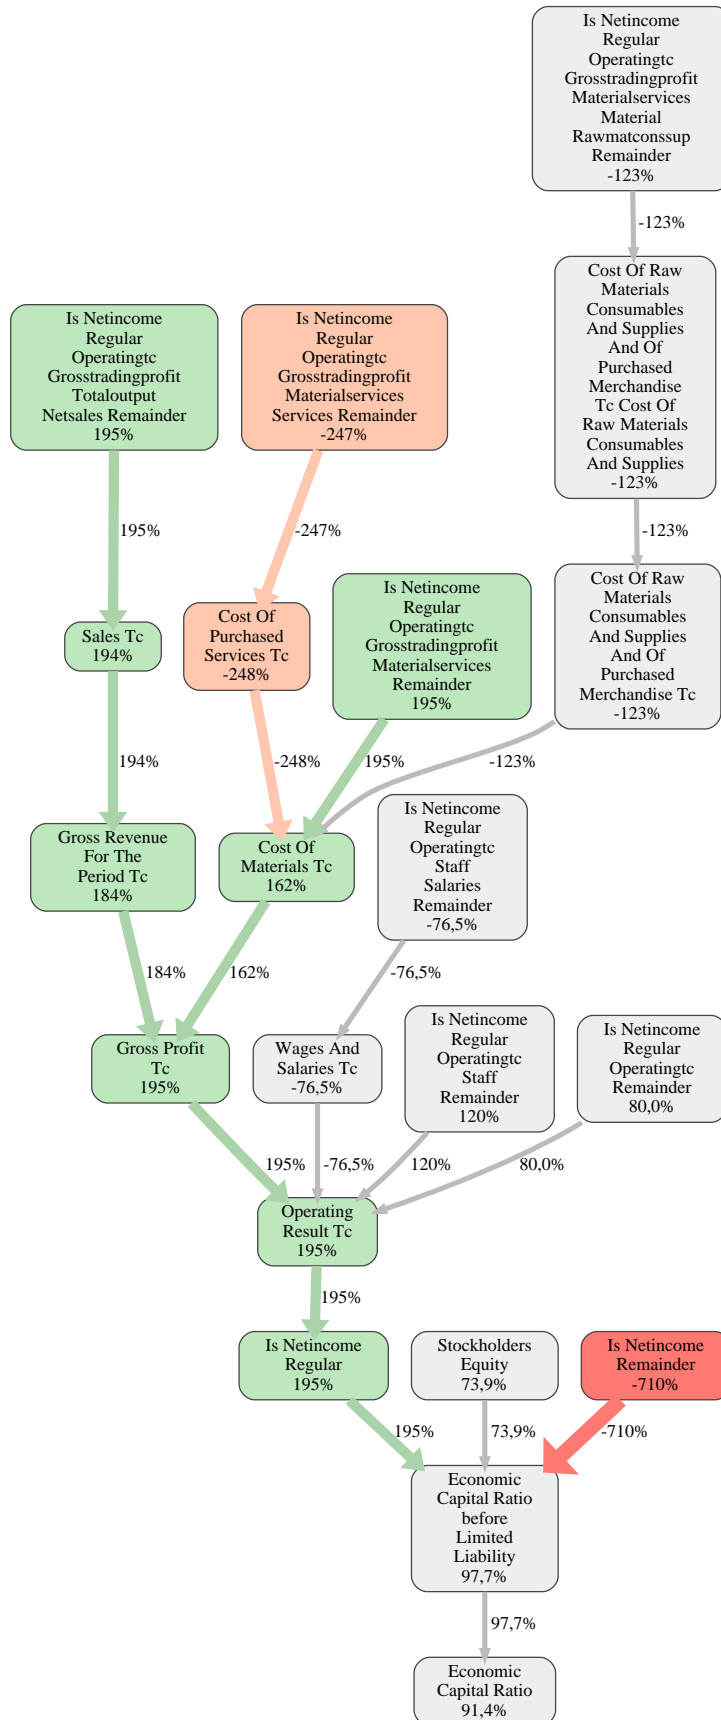 Is Netincome
Regular
Operatingtc
Grosstradingprofit
Materialservices
Material
Rawmatconssup
Remainder
-123%
-123%
Cost Of Raw
Materials
Consumables
And Supplies
And Of
Purchased
Merchandise
Tc Cost Of
Raw Materials
Consumables
And Supplies
-123%
Is Netincome
Regular
Operatingtc
Grosstradingprofit
Totaloutput
Netsales Remainder
195%
Is Netincome
Regular
Operatingtc
Grosstradingprofit
Materialservices
Services Remainder
-247%
195%
-247%
-123%
Cost Of Raw
Materials
Consumables
And Supplies
And Of
Purchased
Merchandise Tc
-123%
Is Netincome
Regular
Operatingtc
Grosstradingprofit
Materialservices
Remainder
195%
Cost Of
Purchased
Services Tc
-248%
Sales Tc
194%
194%
-248%
195%
-123%
Gross Revenue
For The
Period Tc
184%
Cost Of
Materials Tc
162%
Is Netincome
Regular
Operatingtc
Staff
Salaries
Remainder
-76,5%
184%
162%
-76,5%
Gross Profit
Tc
195%
Wages And
Salaries Tc
-76,5%
Is Netincome
Regular
Operatingtc
Staff
Remainder
120%
Is Netincome
Regular
Operatingtc
Remainder
80,0%
195%
-76,5%
120%
80,0%
Operating
Result Tc
195%
195%
Is Netincome
Regular
195%
Stockholders
Equity
73,9%
Is Netincome
Remainder
-710%
195%
73,9%
-710%
Economic
Capital Ratio
before
Limited
Liability
97,7%
97,7%
Economic
Capital Ratio
91,4%